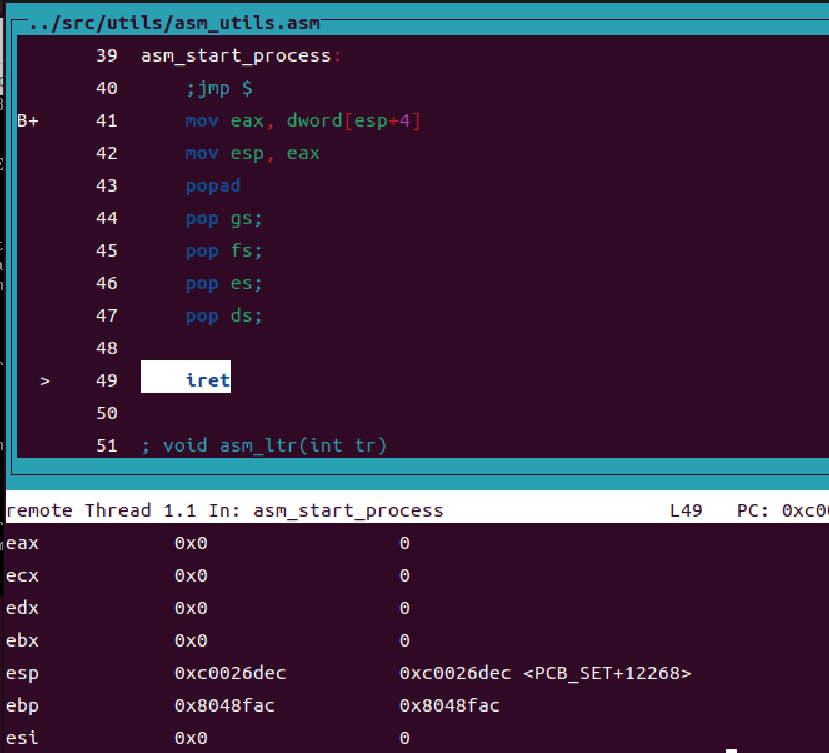 ../src/utils/asm_utils.asm
39 asm_start_process:
40 ;jmp $
B+ 41 mov eax, dword[esp+4]
42 mov esp, eax
43 popad
44 pop gs;
45 pop fs;
46 pop es;
47 pop ds;
48
> 49 iret
50
51 ; void asm_ltr(int tr)
remote Thread 1.1 In: asm_start_process L49 PC: 0xc00
eax 0x0 0
ecx 0x0 0
edx 0x0 0
ebx 0x0 0
esp 0xc0026dec 0xc0026dec <PCB_SET+12268>
ebp 0x8048fac 0x8048fac
esi 0x0 0